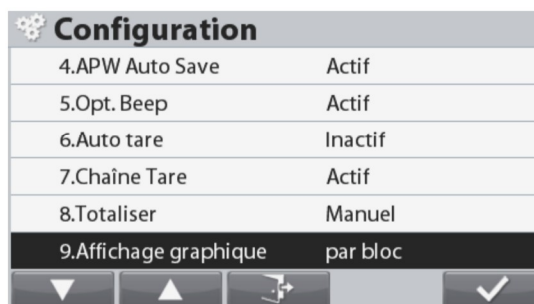 Configuration
4.APW Auto Save Actif
5.Opt. Beep Actif
6.Auto tare Inactif
7.Chaîne Tare Actif
8.Totaliser Manuel
9.Affichage graphique par bloc